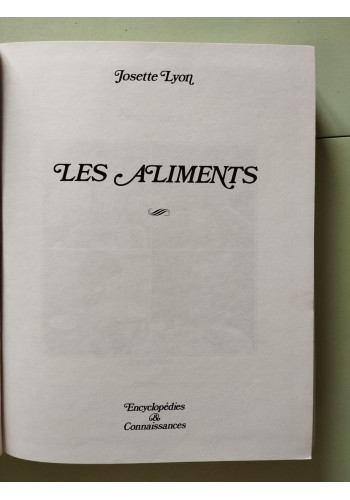 Josette Lyon
LES ALIMENTS
Encyclopédies
&
Connaissances